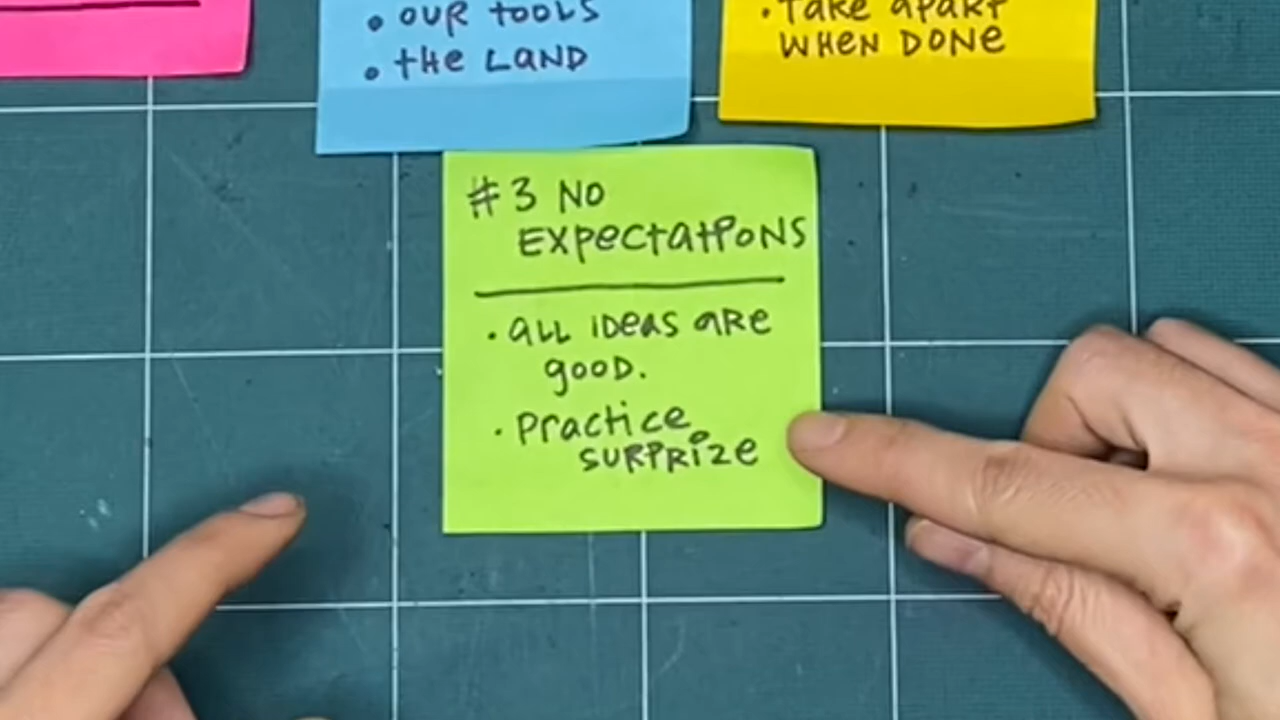 • OUR TOOLS
• tHe LAND
• Take apart
WHEN DONE
#3 NO
EXPectatioNS
• aLL IDeas aRe
gooD.
• Practice
SURPRiZe